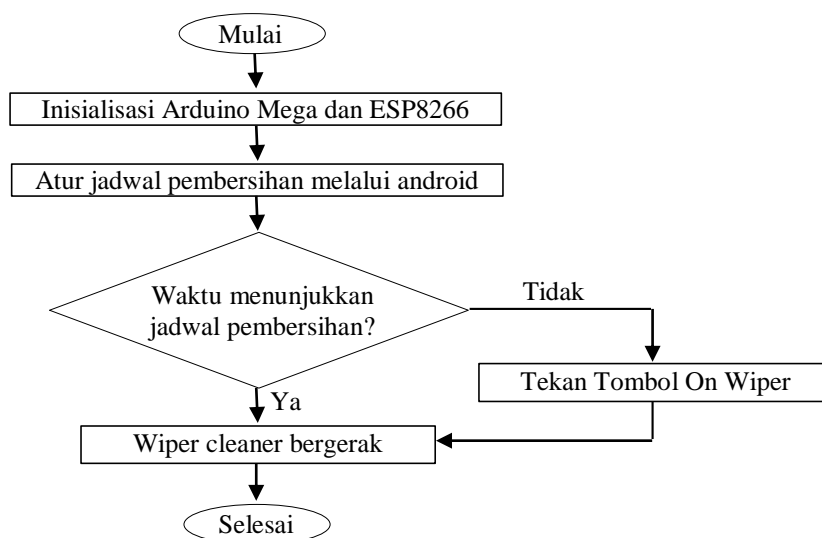 Mulai
Inisialisasi Arduino Mega dan ESP8266
Atur jadwal pembersihan melalui android
Waktu menunjukkan
jadwal pembersihan?
Tidak
Tekan Tombol On Wiper
Ya
Wiper cleaner bergerak
Selesai